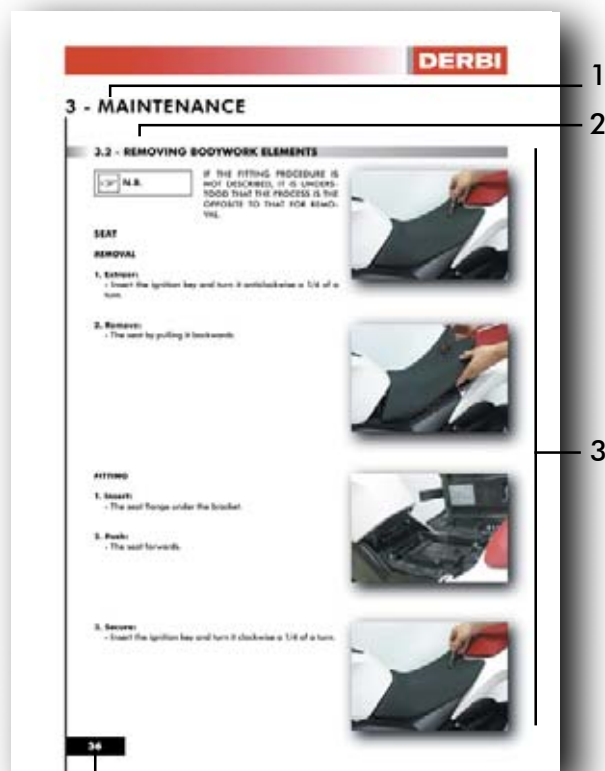 DERBI
1
3 - MAINTENANCE
2
3.2 - REMOVING BODYWORK ELEMENTS
N.B.
IF THE FITTING PROCEDURE IS
NOT DESCRIBED, IT IS UNDERS-
TOOD THAT THE PROCESS IS THE
OPPOSITE TO THAT FOR REMO-
VAL.
SEAT
REMOVAL
1. Extraer:
- Insert the ignition key and turn it anticlockwise a 1/4 of a
turn.
2. Remove:
- The seat by pulling it backwards.
3
FITTING
1. Insert:
- The seat flange under the bracket.
2. Push:
- The seat forwards.
3. Secure:
- Insert the ignition key and turn it clockwise a 1/4 of a turn.
36